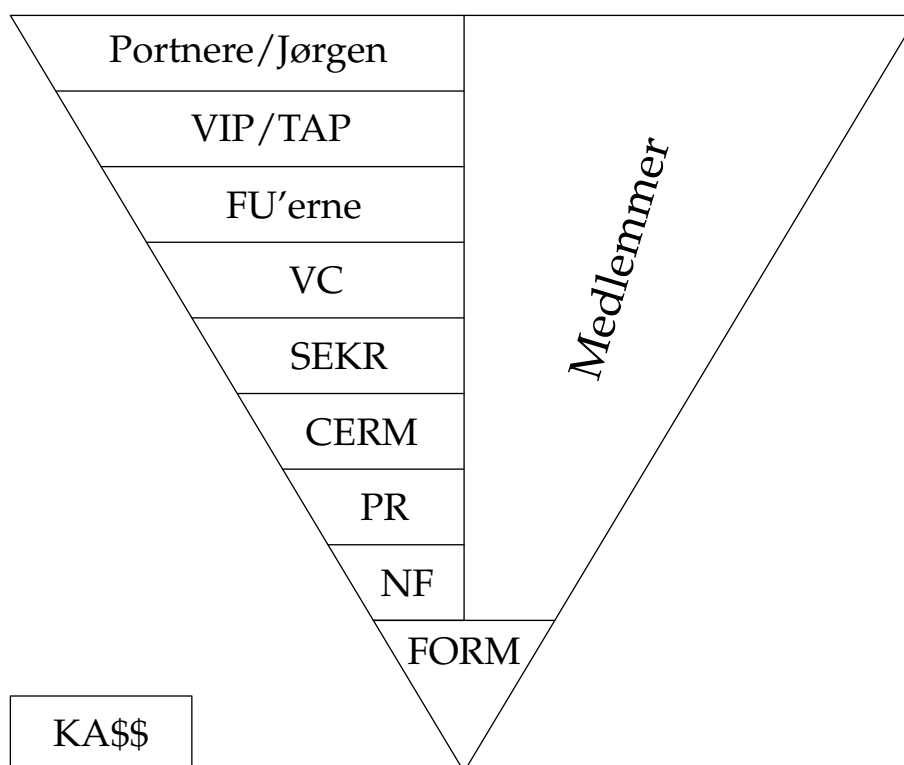 Portnere/Jørgen
VIP/TAP
FU’erne
VC
SEKR
CERM
PR
NF
FORM
Medlemmer
KA$$